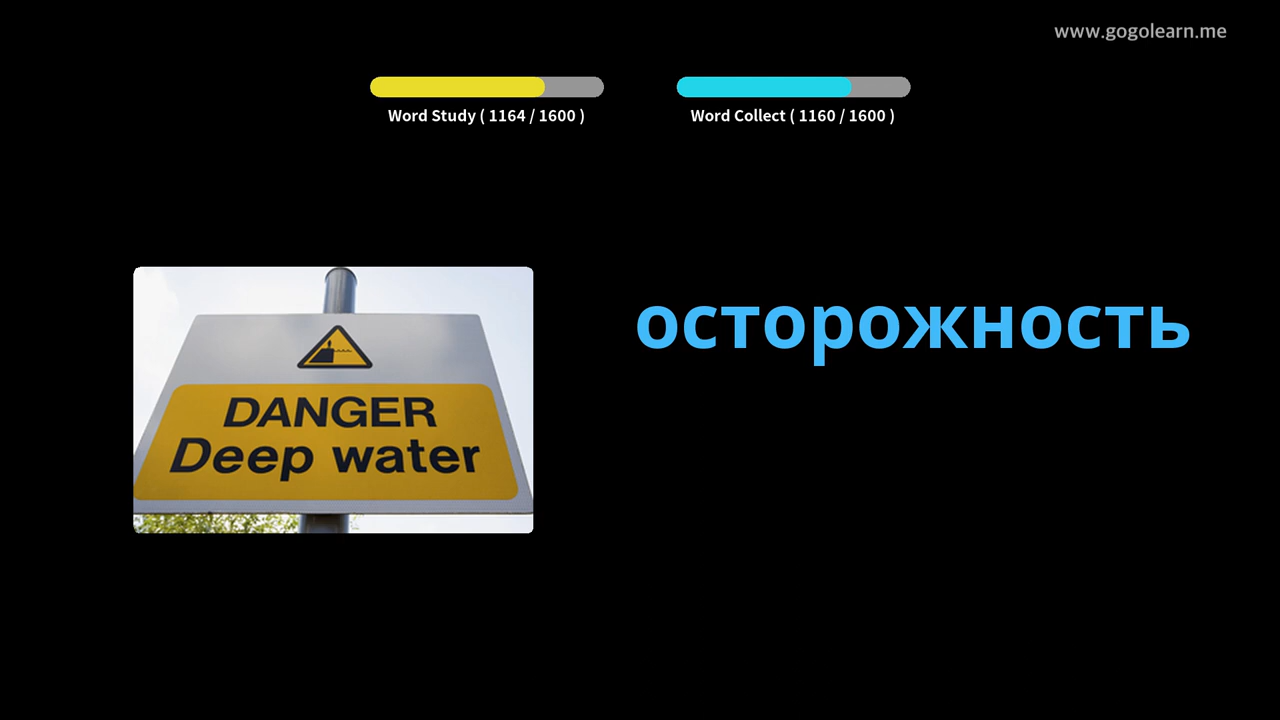 www.gogolearn.me
Word Study ( 1164 / 1600 )
Word Collect ( 1160 / 1600 )
осторожность
DANGER
Deep water